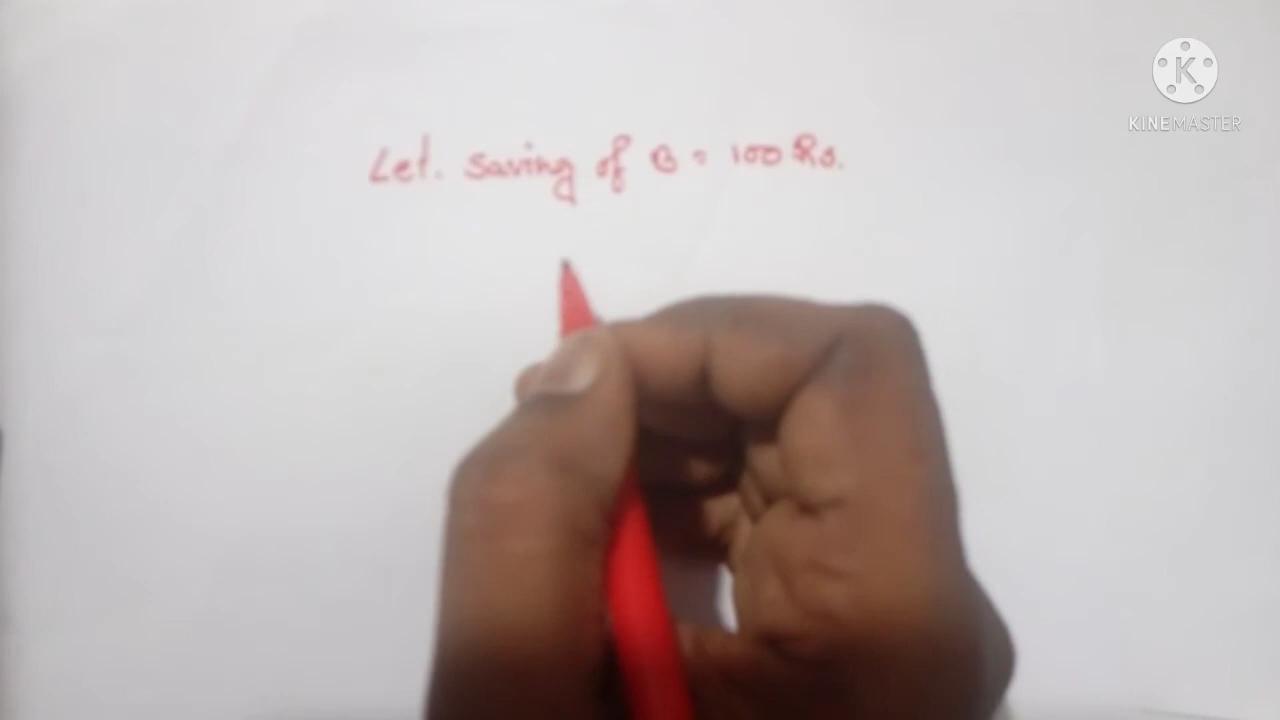 Let. Saving of B = 100 Rs.
K
KINEMASTER